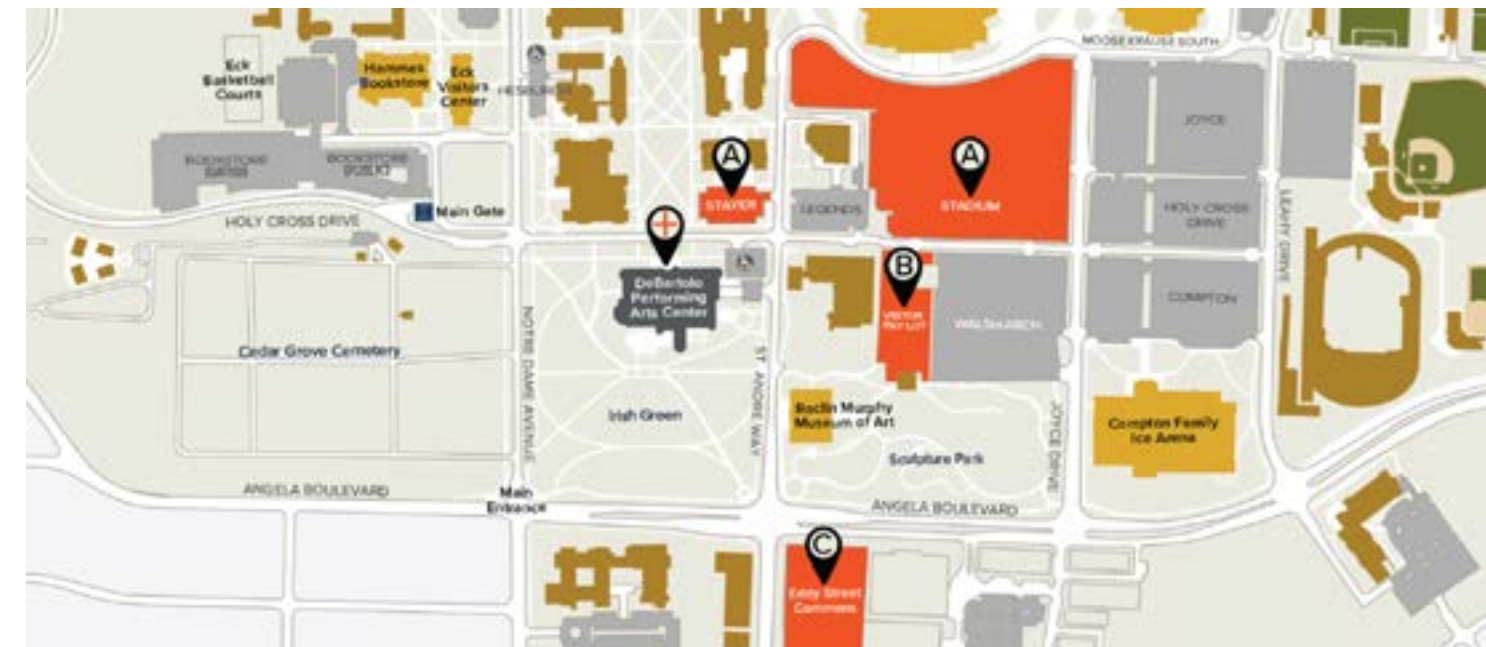 MOOSE KRAUSE SOUTH
Eck
Basketball
Courts
Hammes
Bookstore
Eck
Visitors
Center
HESBURGH
JOYCE
A
A
BOOKSTORE
BOOKSTORE
STAYER
LEGENDS
STADIUM
HOLY CROSS
DRIVE
LEAHY DRIVE
HOLY CROSS DRIVE
Main Gate
B
DeBartolo
Performing
Arts Center
VISITOR
PAY LOT
COMPTON
Cedar Grove Cemetery
NOTRE DAME AVENUE
ST. ANDRE WAY
Irish Green
Raclin Murphy
Museum of Art
JOYCE DRIVE
Compton Family
Ice Arena
Sculpture Park
ANGELA BOULEVARD
Main
Entrance
ANGELA BOULEVARD
C
Eddy Street
Commons